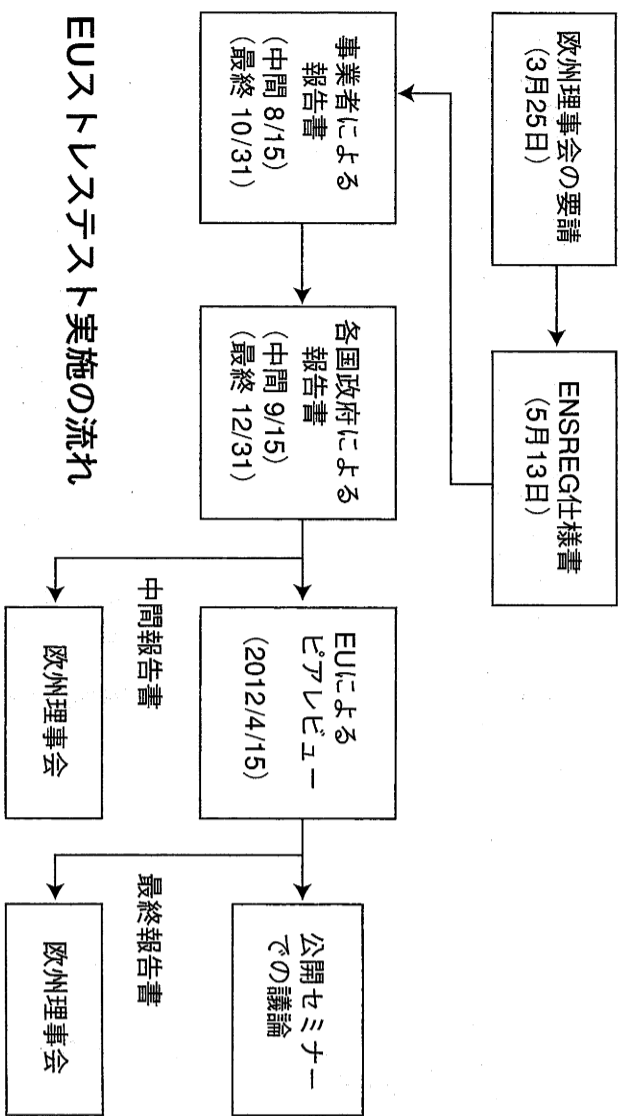 欧州理事会の要請
(3月25日)
ENSREG仕様書
(5月13日)
事業者による
報告書
(中間 8/15)
(最終 10/31)
各国政府による
報告書
(中間 9/15)
(最終 12/31)
EUによる
ピアレビュー
(2012/4/15)
公開セミナー
での議論
中間報告書
最終報告書
欧州理事会
欧州理事会
EUストレステスト実施の流れ